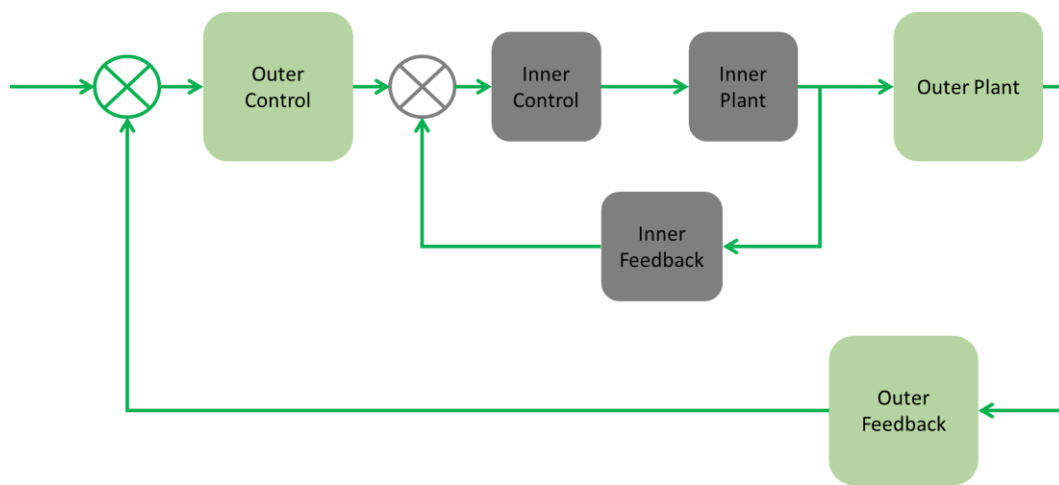 Outer
Control
Inner
Control
Inner
Plant
Outer Plant
Inner
Feedback
Outer
Feedback